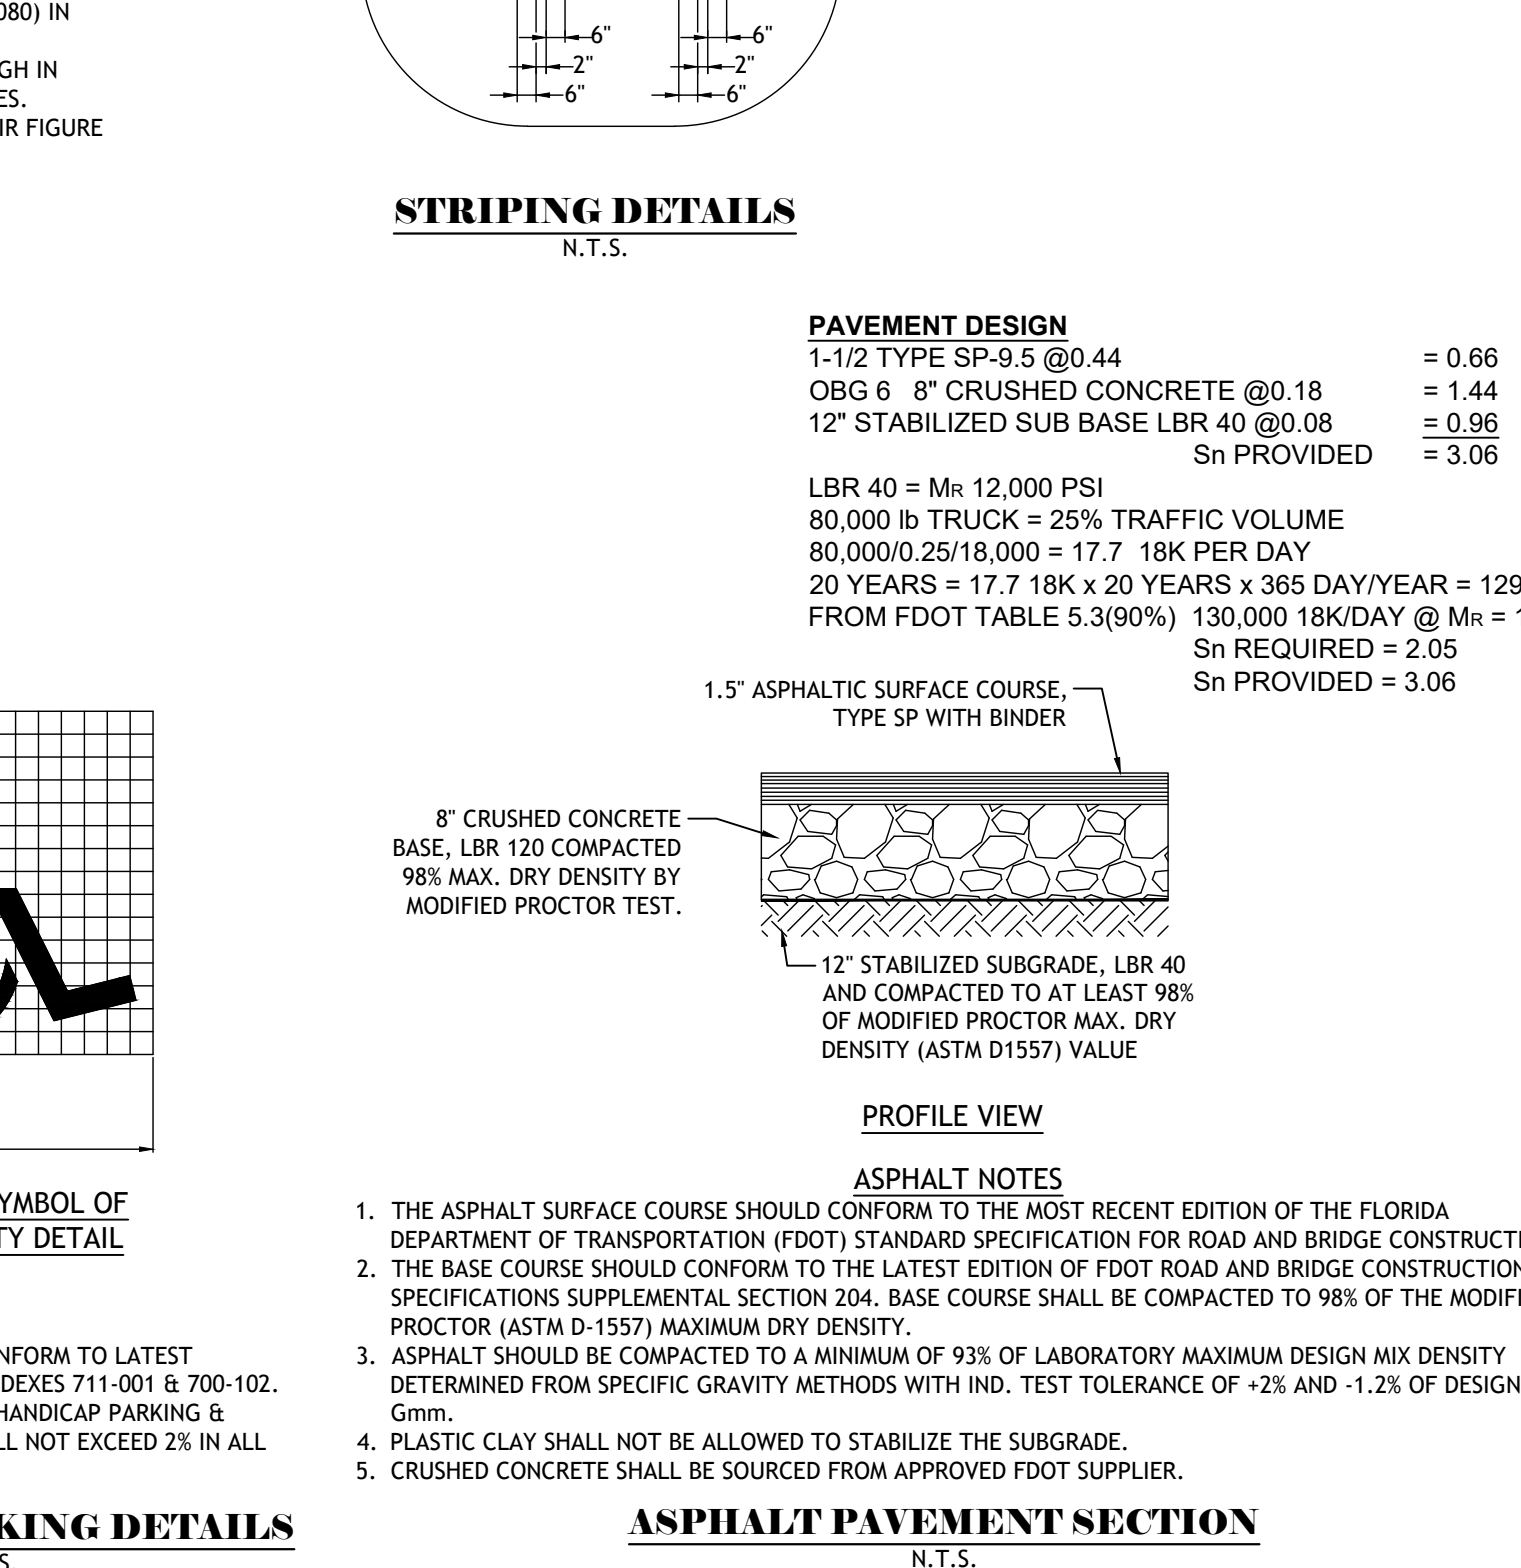 080) IN
GH IN
ES.
IR FIGURE
6"
6"
2"
2"
6"
6"
STRIPING DETAILS
N.T.S.
PAVEMENT DESIGN
1-1/2 TYPE SP-9.5 @0.44 = 0.66
OBG 6 8" CRUSHED CONCRETE @0.18 = 1.44
12" STABILIZED SUB BASE LBR 40 @0.08 = 0.96
Sn PROVIDED = 3.06
LBR 40 = MR 12,000 PSI
80,000 lb TRUCK = 25% TRAFFIC VOLUME
80,000/0.25/18,000 = 17.7 18K PER DAY
20 YEARS = 17.7 18K x 20 YEARS x 365 DAY/YEAR = 129
FROM FDOT TABLE 5.3(90%) 130,000 18K/DAY @ MR = 1
Sn REQUIRED = 2.05
Sn PROVIDED = 3.06
1.5" ASPHALTIC SURFACE COURSE,
TYPE SP WITH BINDER
8" CRUSHED CONCRETE
BASE, LBR 120 COMPACTED
98% MAX. DRY DENSITY BY
MODIFIED PROCTOR TEST.
12" STABILIZED SUBGRADE, LBR 40
AND COMPACTED TO AT LEAST 98%
OF MODIFIED PROCTOR MAX. DRY
DENSITY (ASTM D1557) VALUE
PROFILE VIEW
YMBOL OF
TY DETAIL
NFORM TO LATEST
DEXES 711-001 & 700-102.
HANDICAP PARKING &
LL NOT EXCEED 2% IN ALL
KING DETAILS
S.
ASPHALT NOTES
1. THE ASPHALT SURFACE COURSE SHOULD CONFORM TO THE MOST RECENT EDITION OF THE FLORIDA
DEPARTMENT OF TRANSPORTATION (FDOT) STANDARD SPECIFICATION FOR ROAD AND BRIDGE CONSTRUCTI
2. THE BASE COURSE SHOULD CONFORM TO THE LATEST EDITION OF FDOT ROAD AND BRIDGE CONSTRUCTION
SPECIFICATIONS SUPPLEMENTAL SECTION 204. BASE COURSE SHALL BE COMPACTED TO 98% OF THE MODIFI
PROCTOR (ASTM D-1557) MAXIMUM DRY DENSITY.
3. ASPHALT SHOULD BE COMPACTED TO A MINIMUM OF 93% OF LABORATORY MAXIMUM DESIGN MIX DENSITY
DETERMINED FROM SPECIFIC GRAVITY METHODS WITH IND. TEST TOLERANCE OF +2% AND -1.2% OF DESIGN
Gmm.
4. PLASTIC CLAY SHALL NOT BE ALLOWED TO STABILIZE THE SUBGRADE.
5. CRUSHED CONCRETE SHALL BE SOURCED FROM APPROVED FDOT SUPPLIER.
ASPHALT PAVEMENT SECTION
N.T.S.